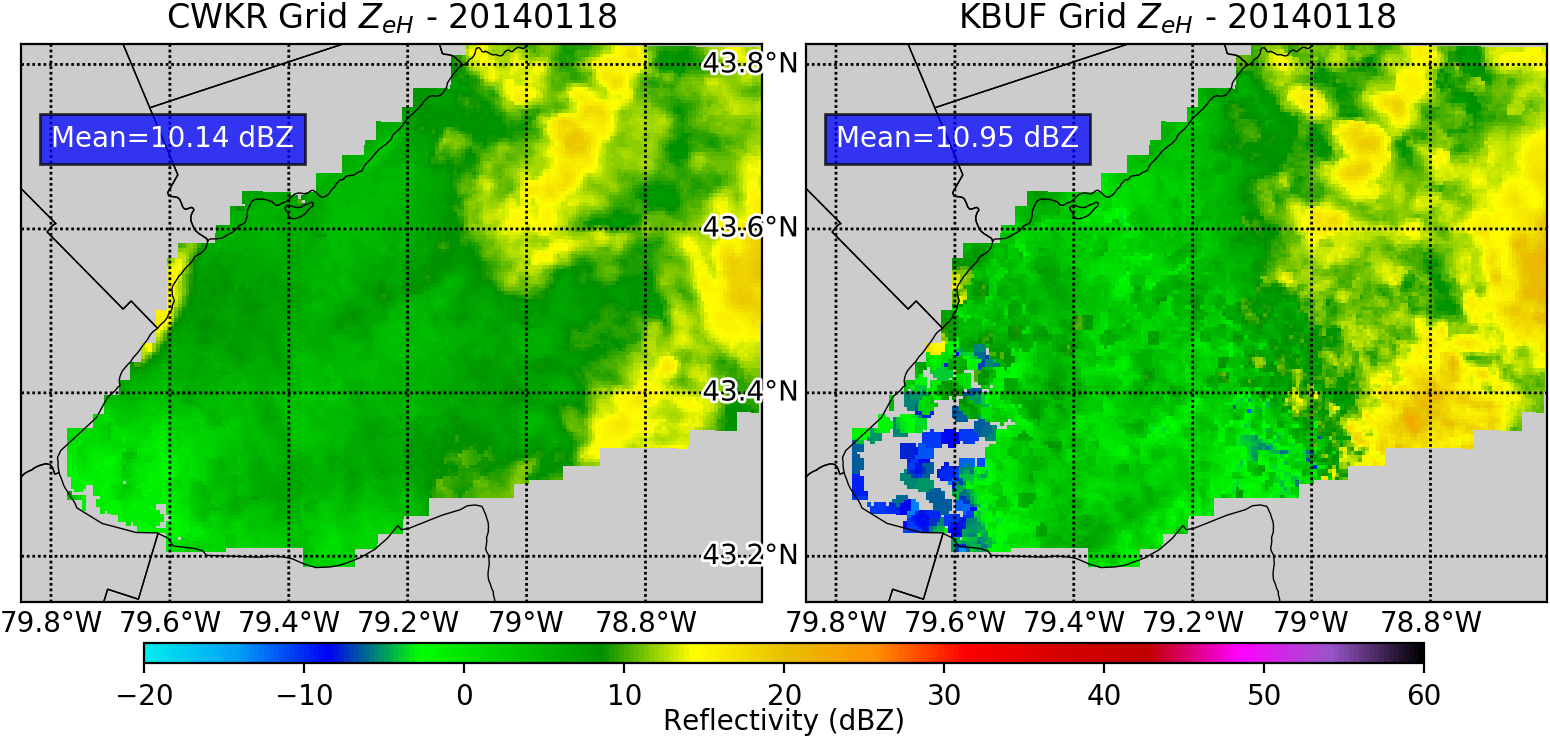 CWKR Grid Z_eH - 20140118
KBUF Grid Z_eH - 20140118
43.8°N
Mean=10.14 dBZ
Mean=10.95 dBZ
43.6°N
43.4°N
43.2°N
79.8°W 79.6°W 79.4°W 79.2°W 79°W 78.8°W
79.8°W 79.6°W 79.4°W 79.2°W 79°W 78.8°W
−20 −10 0 10 20 30 40 50 60
Reflectivity (dBZ)